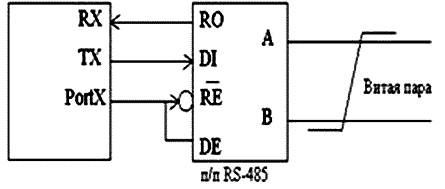 RX RO
TX DI A
PortX RE Витая пара
B
DE
п/п RS-485